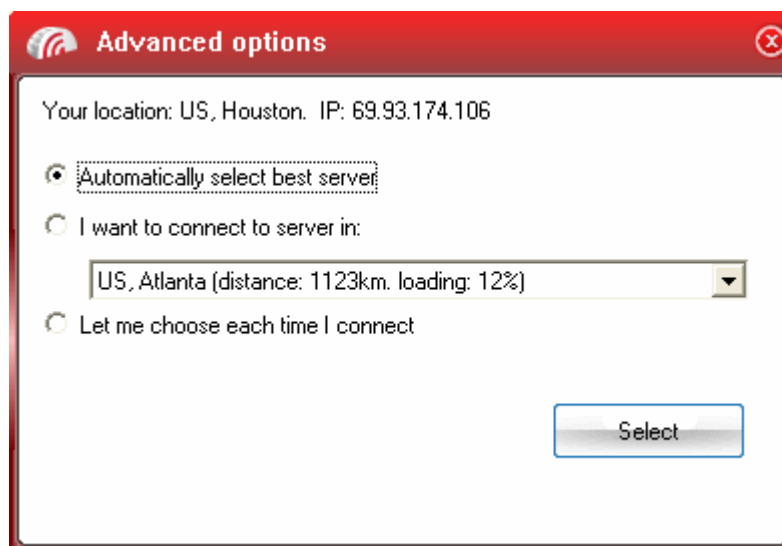 Advanced options
Your location: US, Houston. IP: 69.93.174.106
Automatically select best server
I want to connect to server in:
US, Atlanta (distance: 1123km. loading: 12%)
Let me choose each time I connect
Select